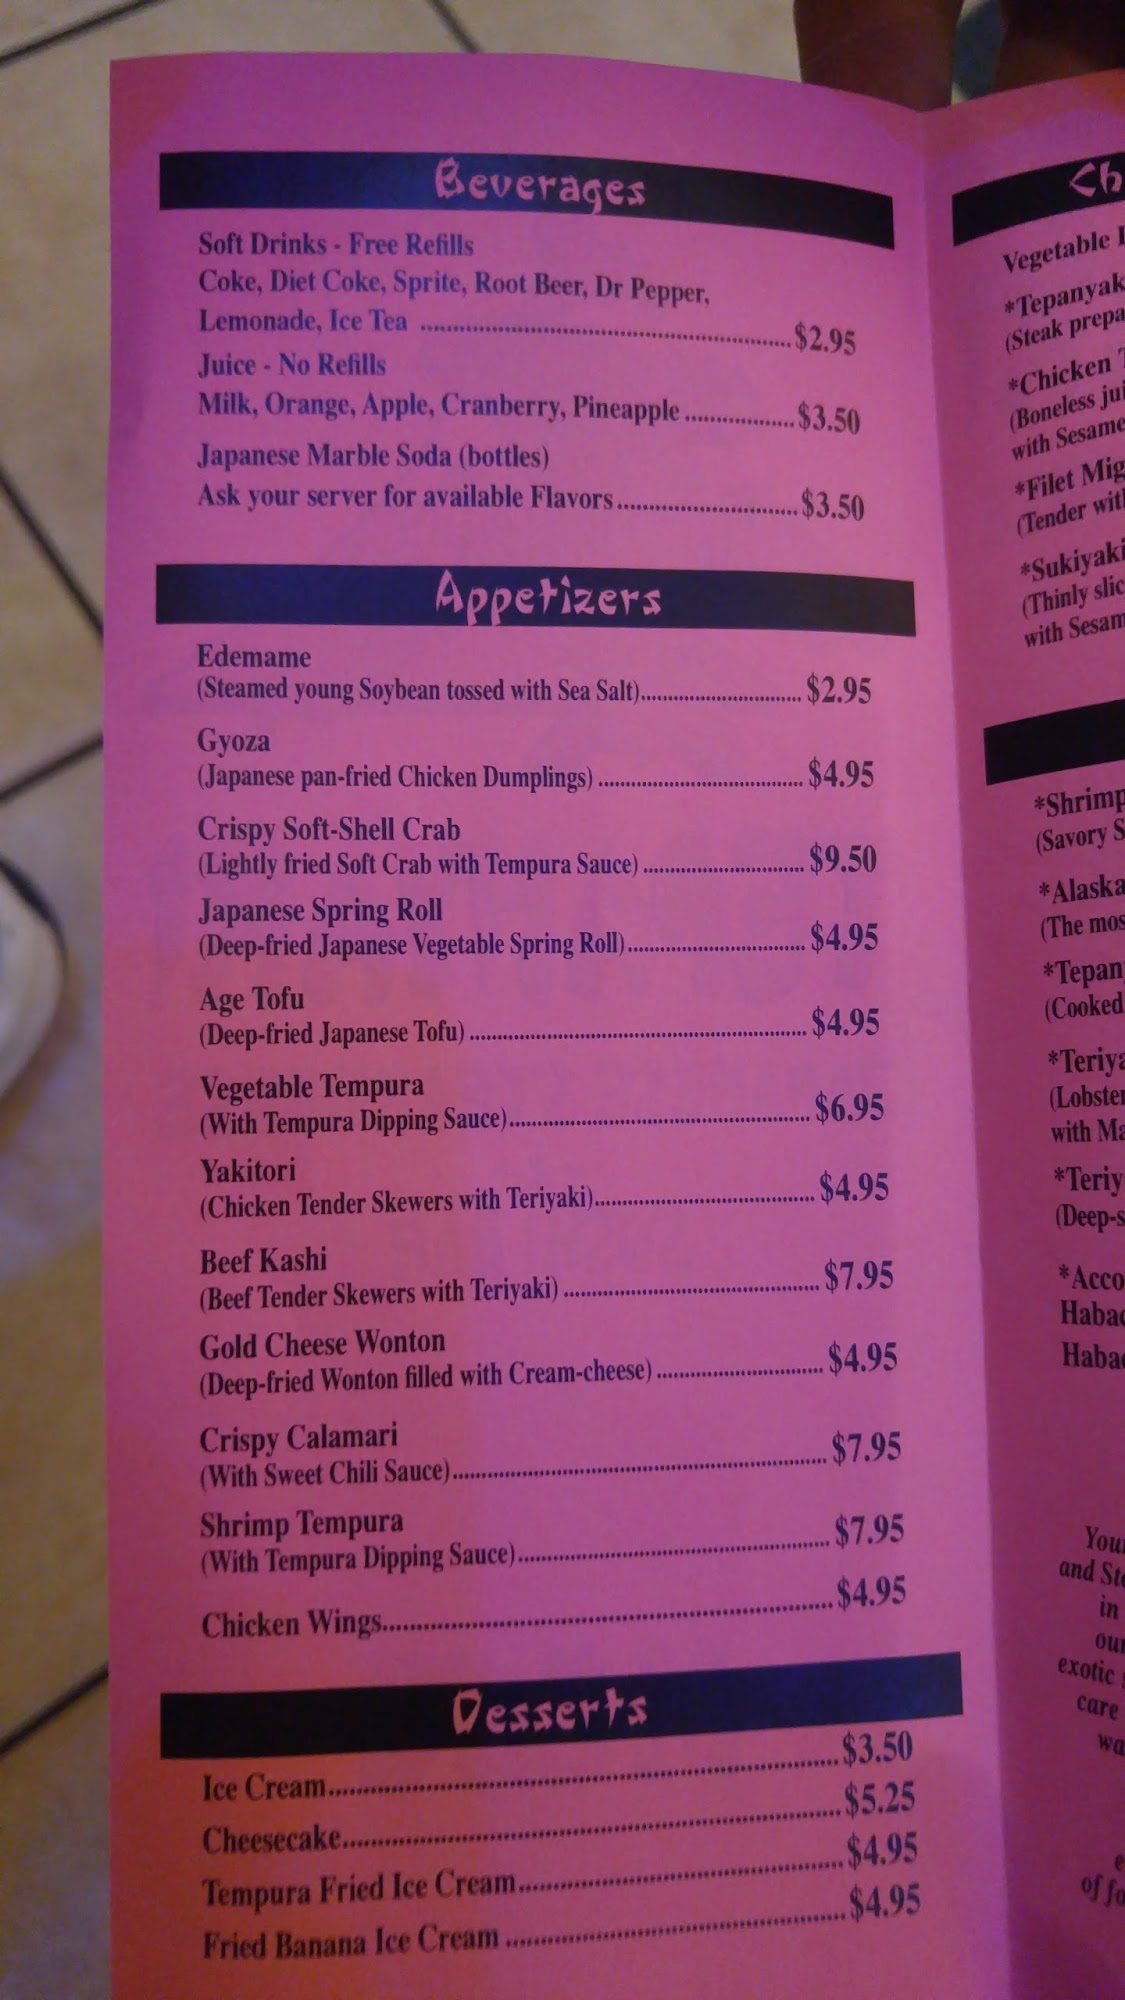 Beverages
Soft Drinks - Free Refills
Coke, Diet Coke, Sprite, Root Beer, Dr Pepper,
Lemonade, Ice Tea ........ $2.95
Juice - No Refills
Milk, Orange, Apple, Cranberry, Pineapple ........ $3.50
Japanese Marble Soda (bottles)
Ask your server for available Flavors ........ $3.50
Appetizers
Edemame
(Steamed young Soybean tossed with Sea Salt) ........ $2.95
Gyoza
(Japanese pan-fried Chicken Dumplings) ........ $4.95
Crispy Soft-Shell Crab
(Lightly fried Soft Crab with Tempura Sauce) ........ $9.50
Japanese Spring Roll
(Deep-fried Japanese Vegetable Spring Roll) ........ $4.95
Age Tofu
(Deep-fried Japanese Tofu) ........ $4.95
Vegetable Tempura
(With Tempura Dipping Sauce) ........ $6.95
Yakitori
(Chicken Tender Skewers with Teriyaki) ........ $4.95
Beef Kashi
(Beef Tender Skewers with Teriyaki) ........ $7.95
Gold Cheese Wonton
(Deep-fried Wonton filled with Cream-cheese) ........ $4.95
Crispy Calamari
(With Sweet Chili Sauce) ........ $7.95
Shrimp Tempura
(With Tempura Dipping Sauce) ........ $7.95
Chicken Wings ........ $4.95
Desserts
Ice Cream ........ $3.50
Cheesecake ........ $5.25
Tempura Fried Ice Cream ........ $4.95
Fried Banana Ice Cream ........ $4.95
Ch
Vegetable
*Tepanyak
(Steak prepa
*Chicken
(Boneless jui
with Sesame
*Filet Mig
(Tender with
*Sukiyaki
(Thinly slic
with Sesam
*Shrimp
(Savory S
*Alaska
(The mos
*Tepan
(Cooked
*Teriya
(Lobster
with Ma
*Teriy
(Deep-s
*Acco
Habac
Habac
You
and Ste
in
our
exotic
care
wa
e
of fo